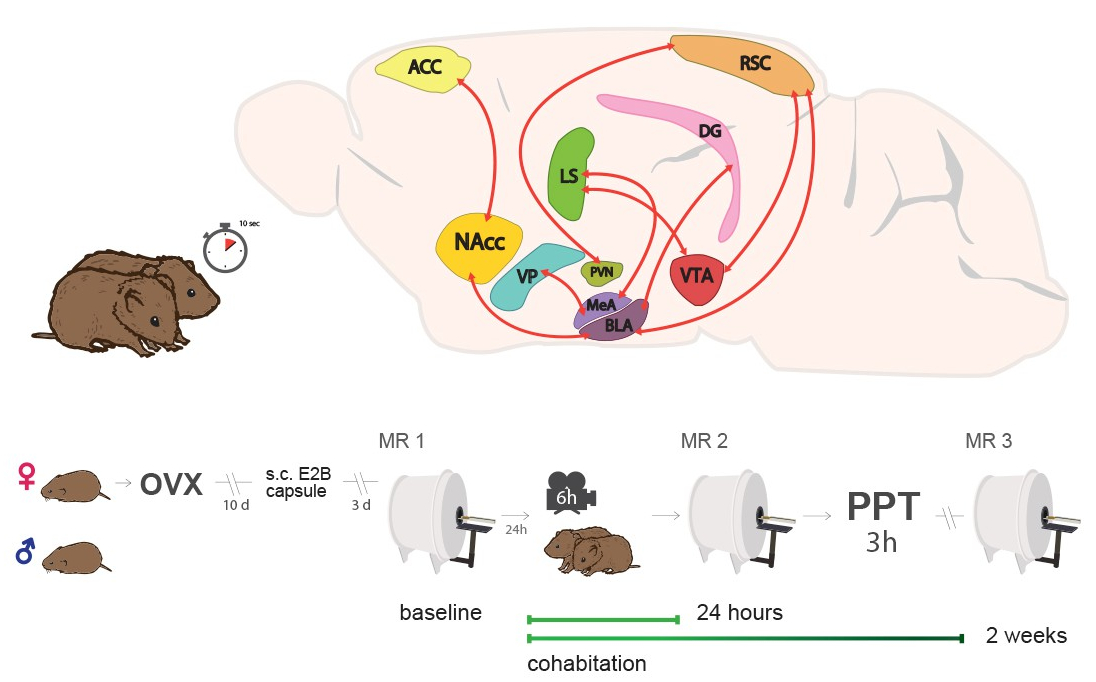 ACC
RSC
DG
LS
10 sec
NAcc
VP
PVN
VTA
MeA
BLA
MR 1
MR 2
MR 3
♀
OVX
10 d
s.c. E2B
capsule
3 d
24h
6h
PPT
3h
♂
baseline
24 hours
2 weeks
cohabitation